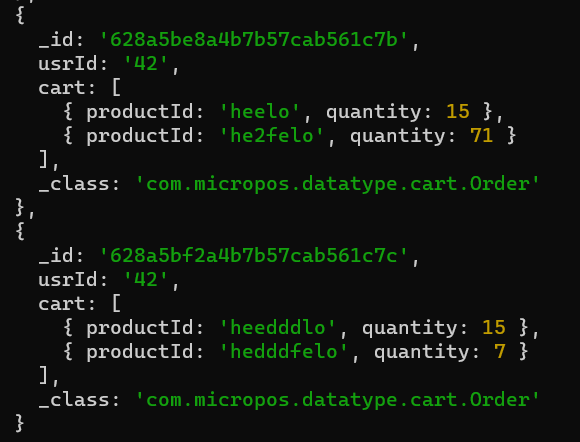 {
_id: '628a5be8a4b7b57cab561c7b',
usrId: '42',
cart: [
{ productId: 'heelo', quantity: 15 },
{ productId: 'he2felo', quantity: 71 }
],
_class: 'com.micropos.datatype.cart.Order'
},
{
_id: '628a5bf2a4b7b57cab561c7c',
usrId: '42',
cart: [
{ productId: 'heedddlo', quantity: 15 },
{ productId: 'hedddfelo', quantity: 7 }
],
_class: 'com.micropos.datatype.cart.Order'
}